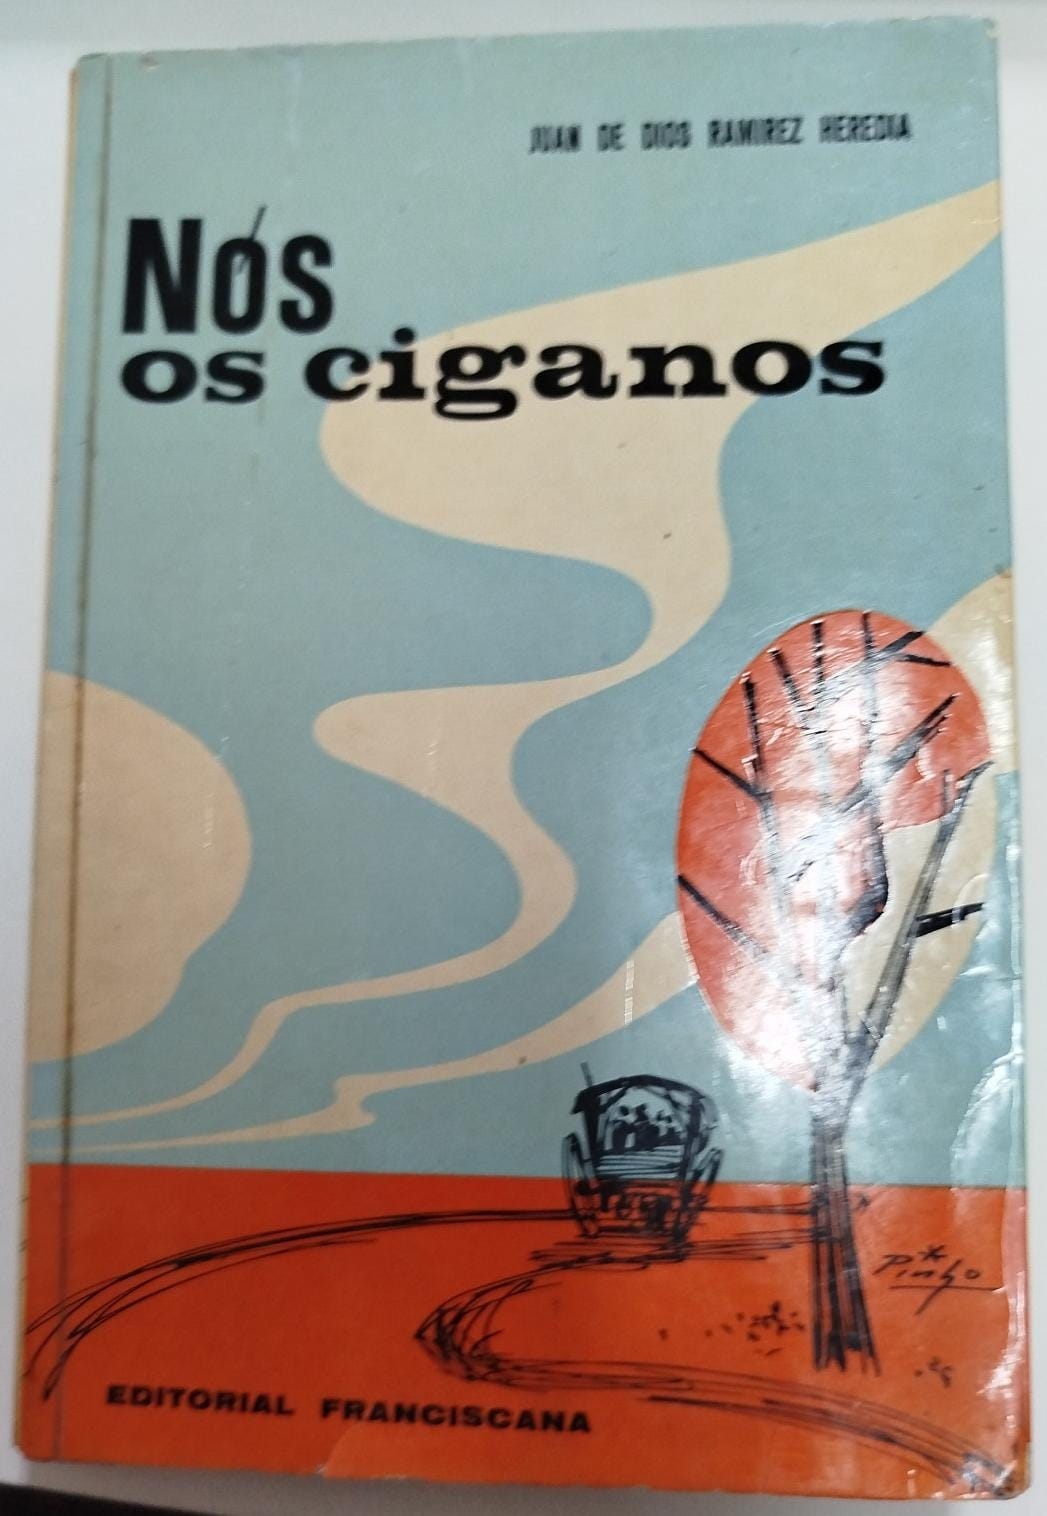 JUAN DE DIOS RAMIREZ HEREDIA
Nós
os ciganos
Pinho
EDITORIAL FRANCISCANA